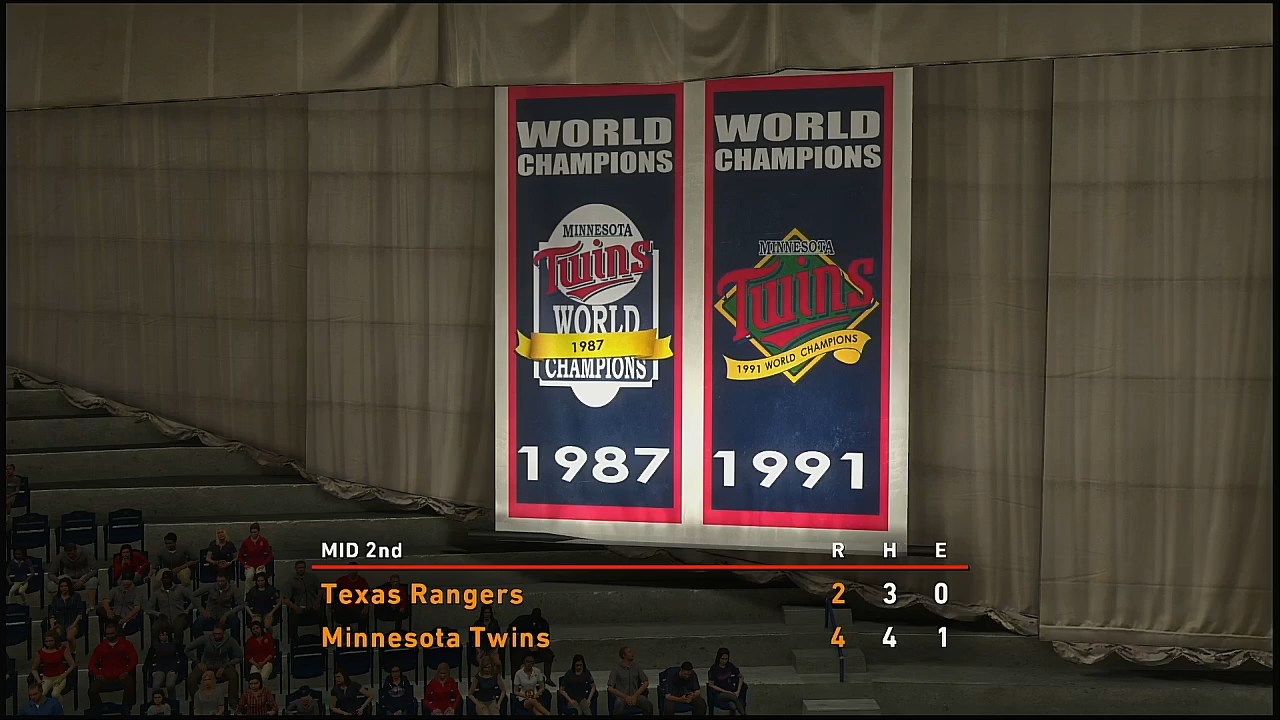 WORLD
CHAMPIONS
MINNESOTA
Twins
WORLD
1987
CHAMPIONS
1987
WORLD
CHAMPIONS
MINNESOTA
Twins
1991 WORLD CHAMPIONS
1991
MID 2nd R H E
Texas Rangers 2 3 0
Minnesota Twins 4 4 1